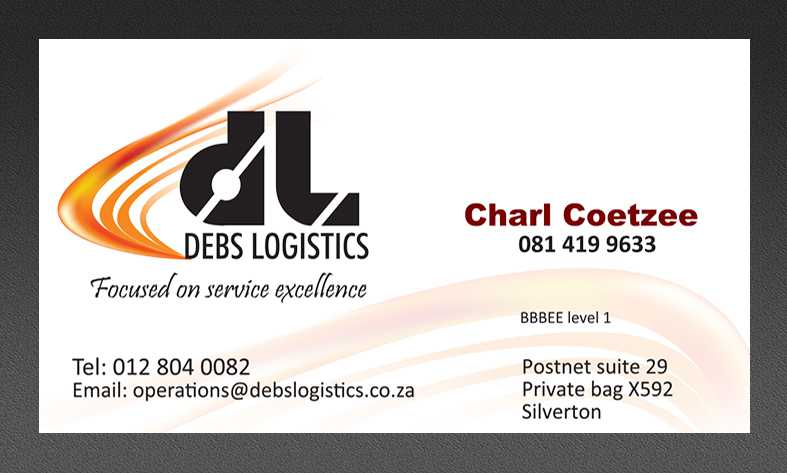 dL
DEBS LOGISTICS
Focused on service excellence
Charl Coetzee
081 419 9633
BBBEE level 1
Tel: 012 804 0082
Email: operations@debslogistics.co.za
Postnet suite 29
Private bag X592
Silverton